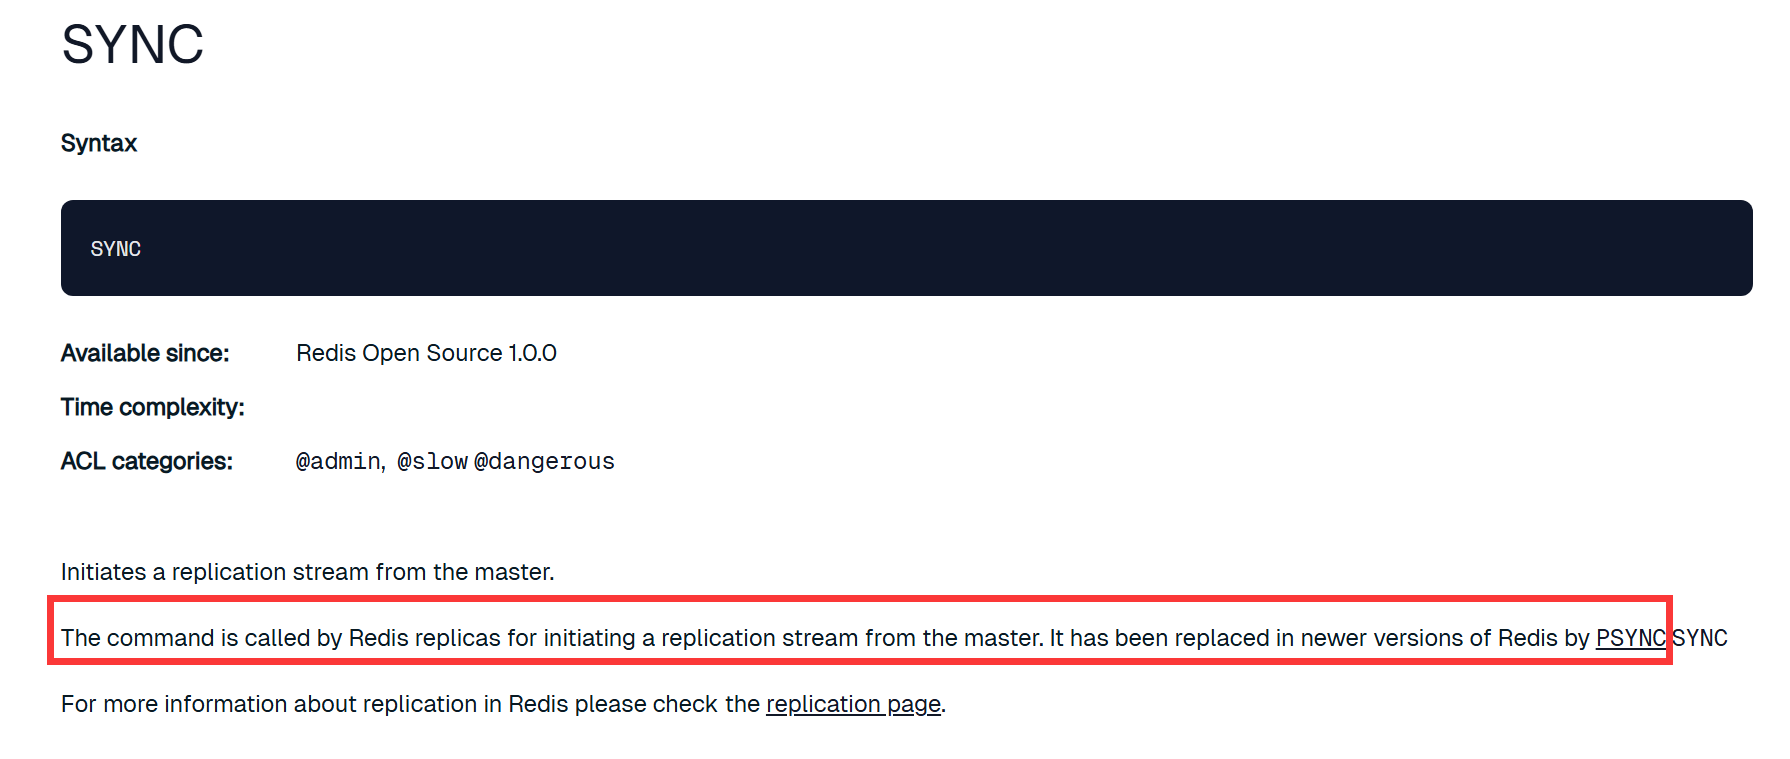 SYNC
Syntax
SYNC
Available since: Redis Open Source 1.0.0
Time complexity:
ACL categories: @admin, @slow @dangerous
Initiates a replication stream from the master.
The command is called by Redis replicas for initiating a replication stream from the master. It has been replaced in newer versions of Redis by PSYNC SYNC
For more information about replication in Redis please check the replication page.